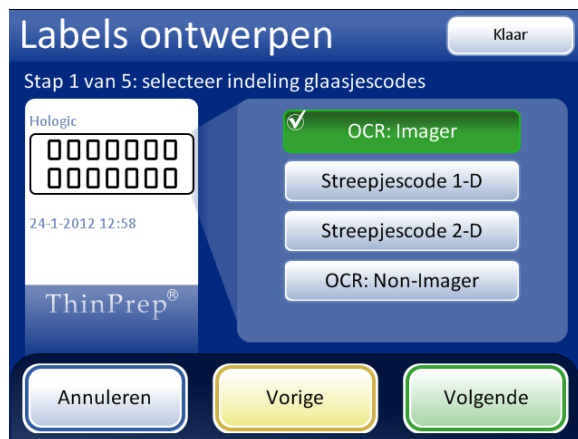 Labels ontwerpen
Klaar
Stap 1 van 5: selecteer indeling glaasjescodes
Hologic
0000000
0000000
24-1-2012 12:58
ThinPrep®
OCR: Imager
Streepjescode 1-D
Streepjescode 2-D
OCR: Non-Imager
Annuleren
Vorige
Volgende